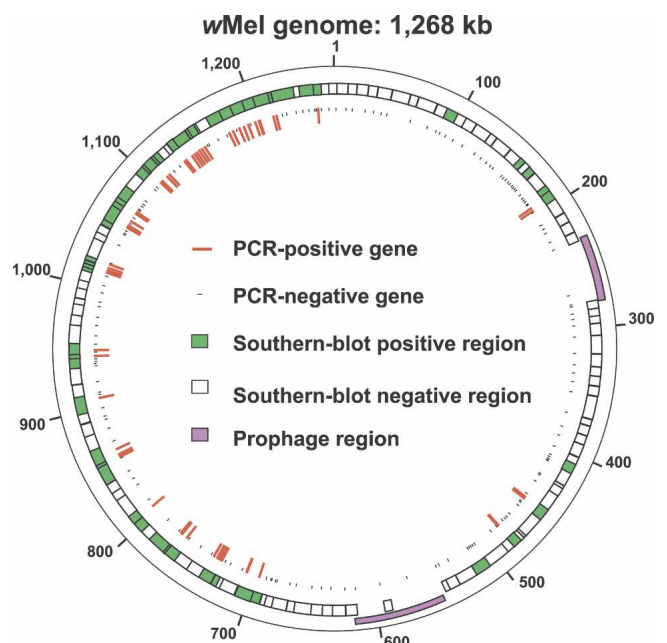 wMel genome: 1,268 kb
1
100
200
300
400
500
600
700
800
900
1,000
1,100
1,200
PCR-positive gene
PCR-negative gene
Southern-blot positive region
Southern-blot negative region
Prophage region